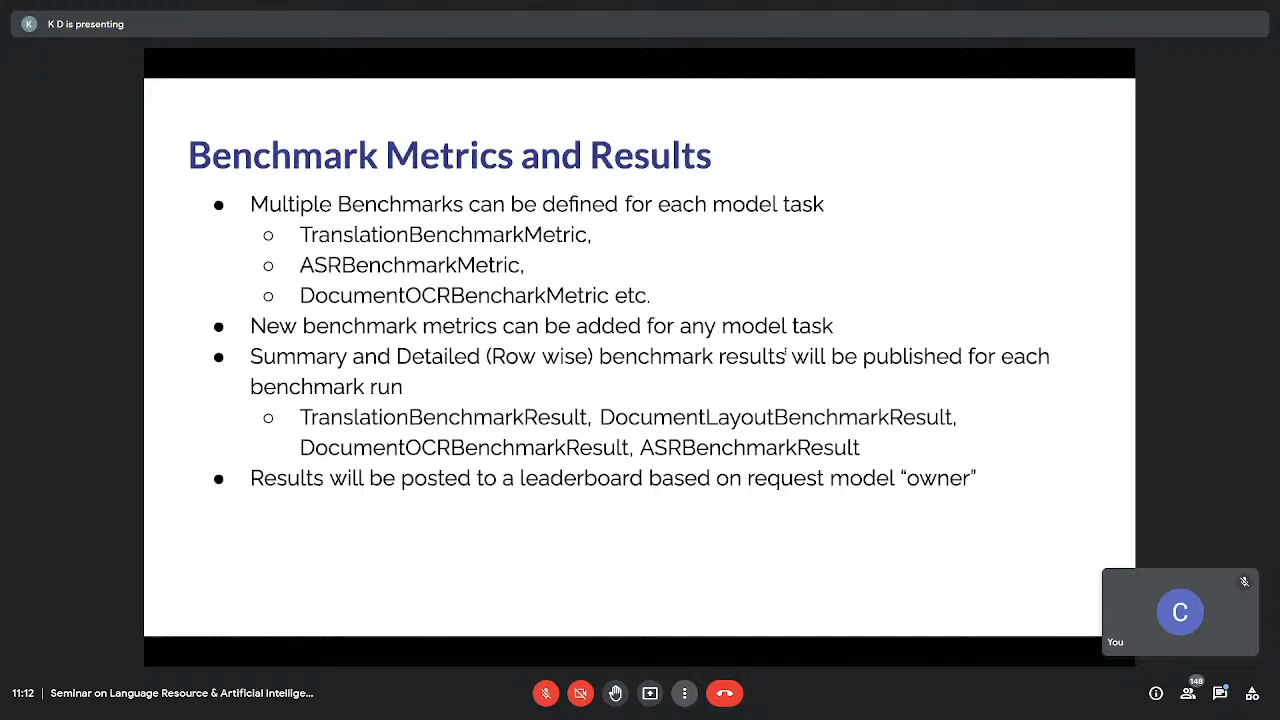 K
K D is presenting
Benchmark Metrics and Results
● Multiple Benchmarks can be defined for each model task
○ TranslationBenchmarkMetric,
○ ASRBenchmarkMetric,
○ DocumentOCRBencharkMetric etc.
● New benchmark metrics can be added for any model task
● Summary and Detailed (Row wise) benchmark results will be published for each
benchmark run
○ TranslationBenchmarkResult, DocumentLayoutBenchmarkResult,
DocumentOCRBenchmarkResult, ASRBenchmarkResult
● Results will be posted to a leaderboard based on request model “owner”
C
You
11:12 | Seminar on Language Resource & Artificial Intellige...
148